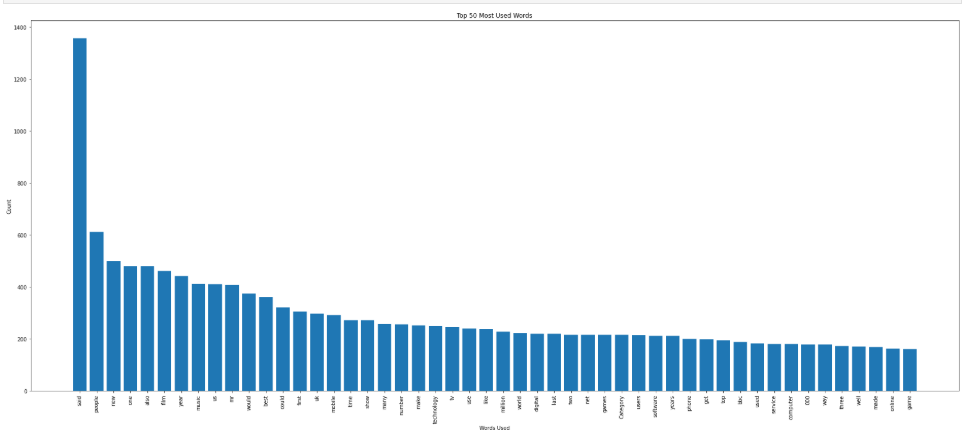 Top 50 Most Used Words
1400
1200
1000
800
600
400
200
0
Count
said
people
new
one
also
film
year
music
us
mr
would
best
could
first
uk
mobile
time
show
many
number
make
technology
tv
use
like
million
world
digital
last
two
net
games
Category
users
software
years
phone
get
top
bbc
used
service
computer
000
way
three
well
made
online
game
Words Used